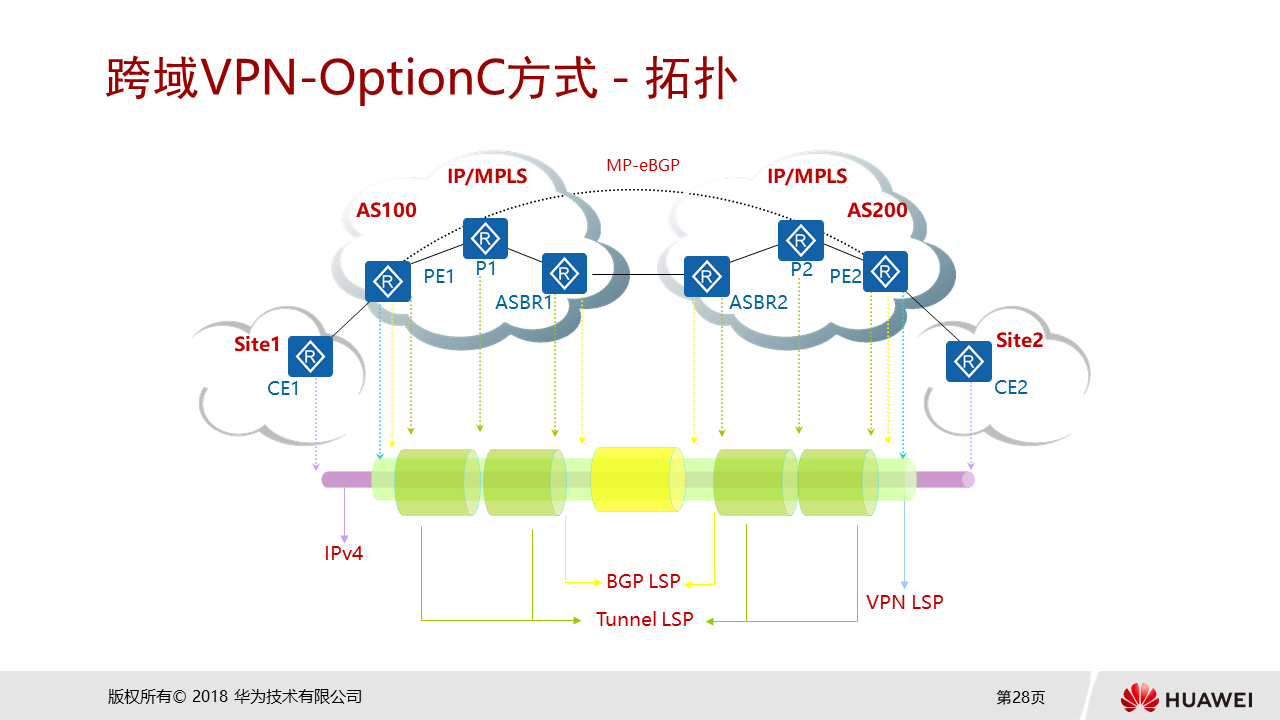 跨域VPN-OptionC方式 - 拓扑
MP-eBGP
IP/MPLS
IP/MPLS
AS100
AS200
R
R
R
R
R
R
PE1
P1
ASBR1
ASBR2
P2
PE2
Site1
R
CE1
Site2
R
CE2
IPv4
BGP LSP
VPN LSP
Tunnel LSP
版权所有© 2018 华为技术有限公司
第28页
HUAWEI